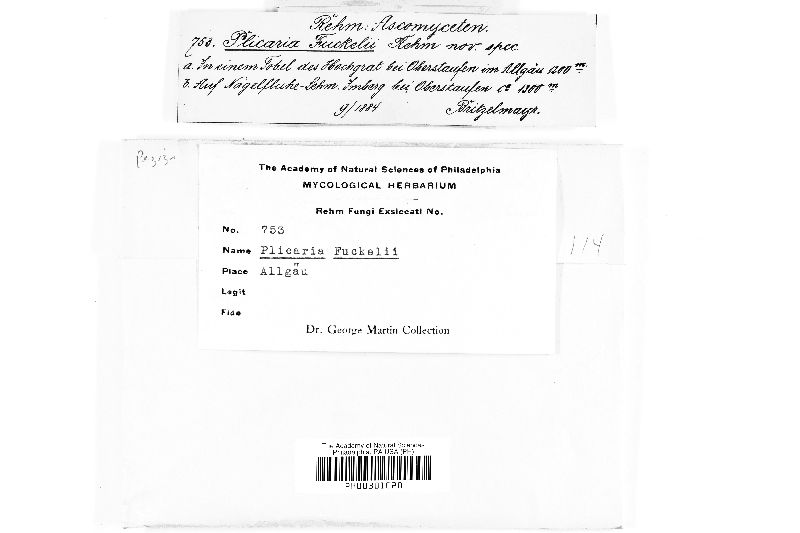 Rehm: Ascomyceten.
753. Plicaria Fuckelii Rehm nov. spec.
a. In einem Tobel des Hochgrat bei Oberstaufen im Allgäu 1200 m.
b. Auf Nagelfluhe-Lehm. Imberg bei Oberstaufen ca 1300 m
9/1884 Britzelmayr.
Peziza
The Academy of Natural Sciences of Philadelphia
MYCOLOGICAL HERBARIUM
Rehm Fungi Exsiccati No.
No. 753
Name Plicaria Fuckelii
Place Allgäu
Legit
Fide
Dr. George Martin Collection
114
The Academy of Natural Sciences
Philadelphia, PA USA (PH)